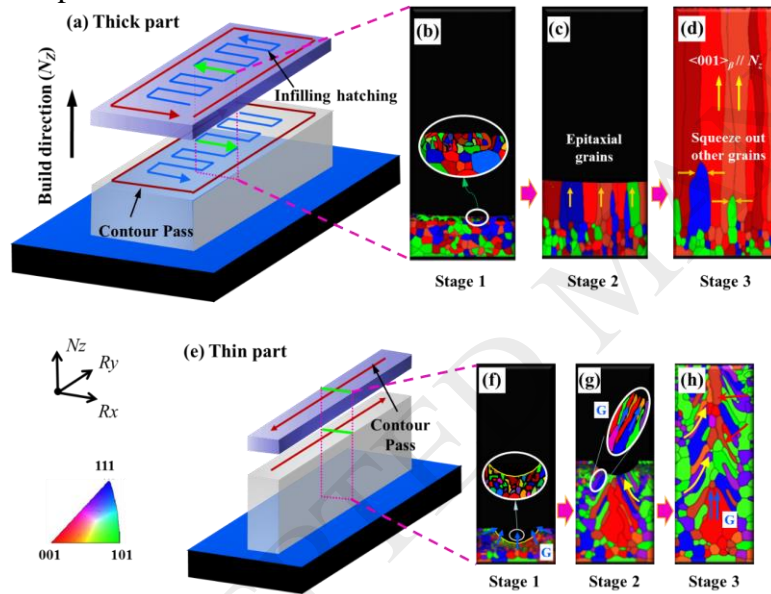 (a) Thick part
Build direction (NZ)
Infilling hatching
Contour Pass
(b)
Stage 1
(c)
Epitaxial
grains
Stage 2
(d)
<001>β // Nz
Squeeze out
other grains
Stage 3
Nz
Ry
Rx
111
001
101
(e) Thin part
Contour
Pass
(f)
G
Stage 1
(g)
G
Stage 2
(h)
G
Stage 3